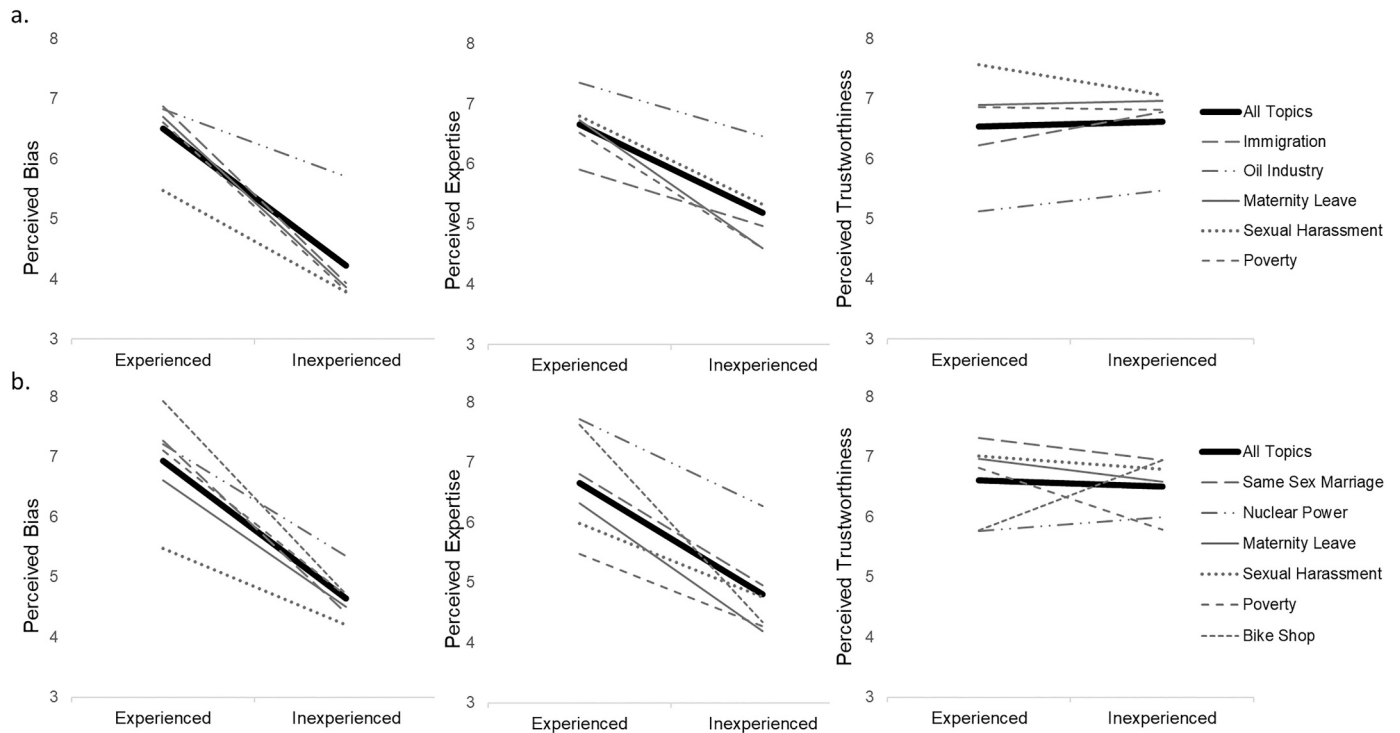 a.
Perceived Bias
8
7
6
5
4
3
Experienced
Inexperienced
Perceived Expertise
8
7
6
5
4
3
Experienced
Inexperienced
Perceived Trustworthiness
8
7
6
5
4
3
Experienced
Inexperienced
All Topics
Immigration
Oil Industry
Maternity Leave
Sexual Harassment
Poverty
b.
Perceived Bias
8
7
6
5
4
3
Experienced
Inexperienced
Perceived Expertise
8
7
6
5
4
3
Experienced
Inexperienced
Perceived Trustworthiness
8
7
6
5
4
3
Experienced
Inexperienced
All Topics
Same Sex Marriage
Nuclear Power
Maternity Leave
Sexual Harassment
Poverty
Bike Shop